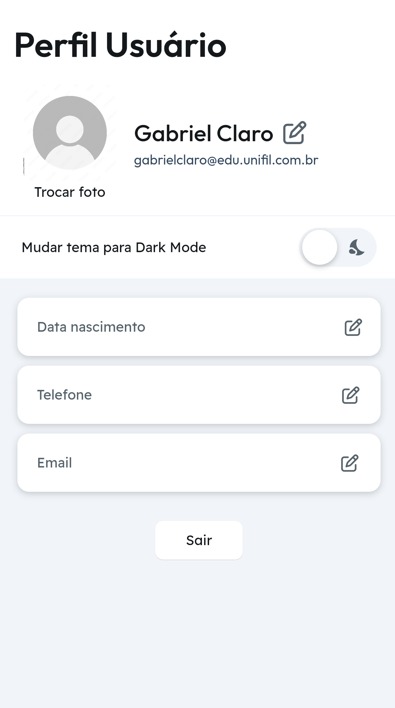 Perfil Usuário
Gabriel Claro
gabrielclaro@edu.unifil.com.br
Trocar foto
Mudar tema para Dark Mode
Data nascimento
Telefone
Email
Sair